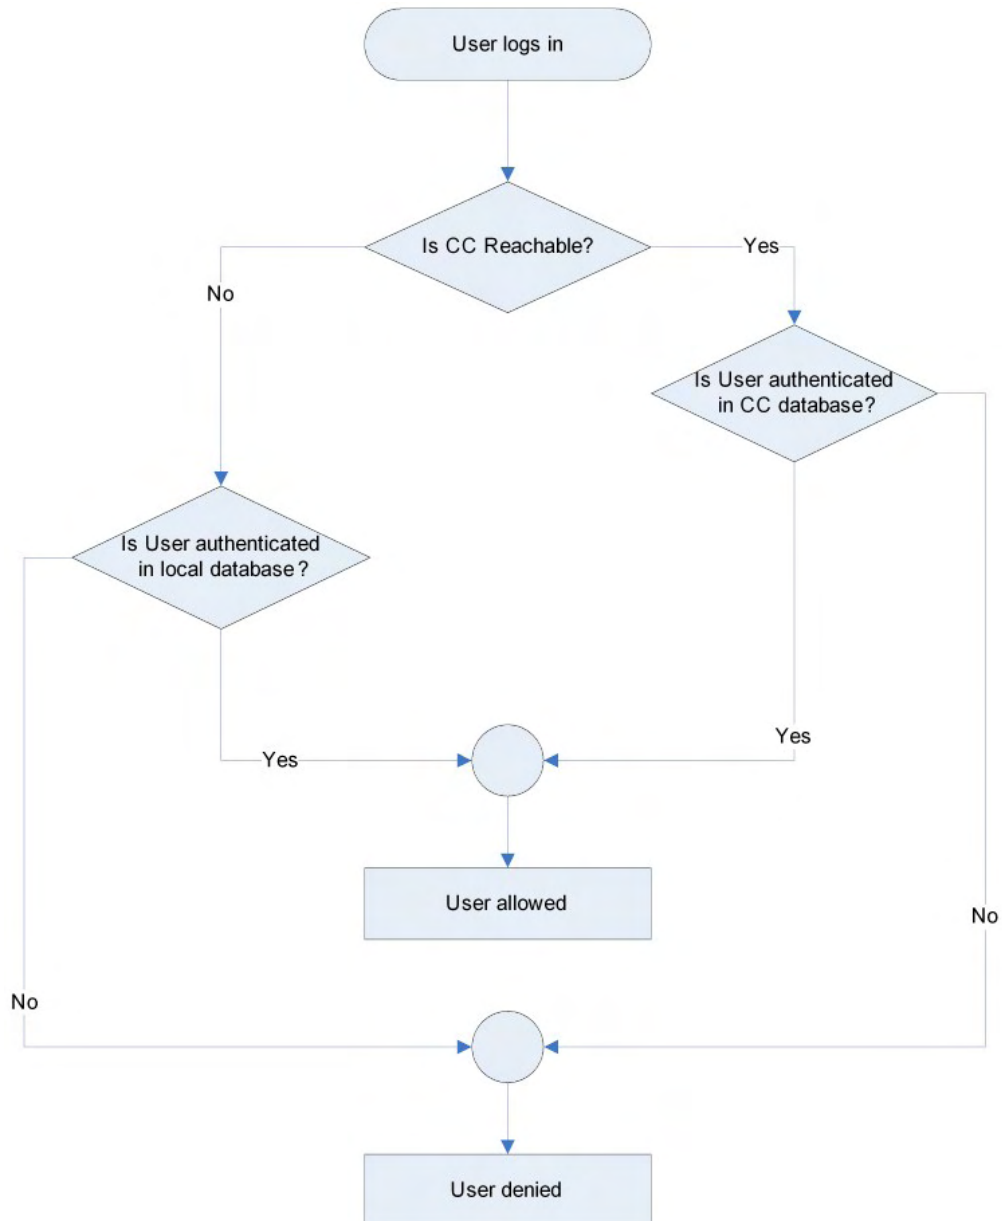 User logs in
Is CC Reachable?
Yes
No
Is User authenticated
in CC database?
Is User authenticated
in local database?
Yes
Yes
User allowed
No
No
User denied